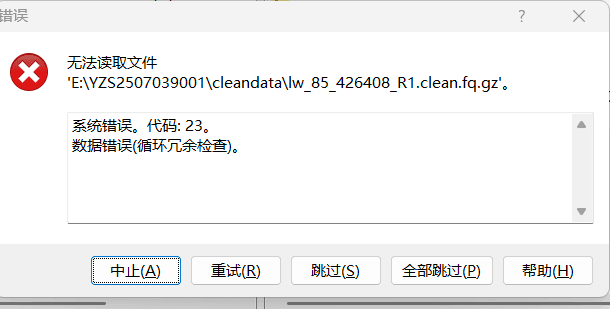 错误
无法读取文件
'E:\YZS2507039001\cleandata\lw_85_426408_R1.clean.fq.gz'。
系统错误。代码: 23。
数据错误(循环冗余检查)。
中止(A) 重试(R) 跳过(S) 全部跳过(P) 帮助(H)